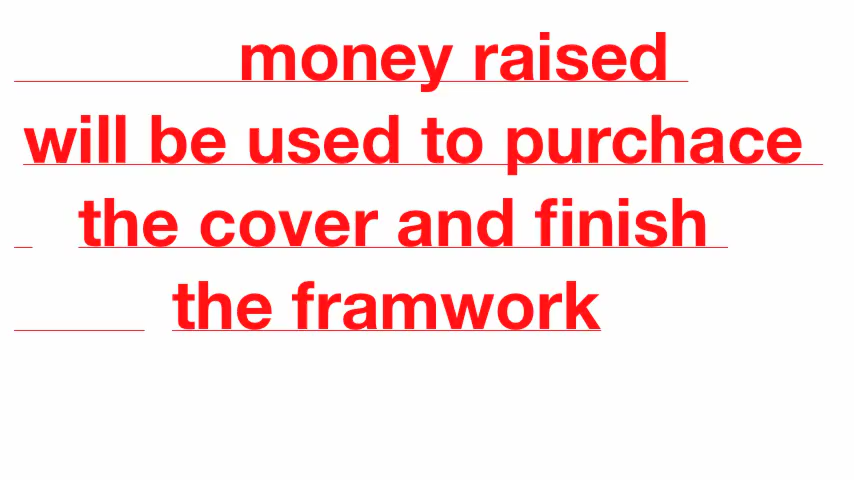 money raised
will be used to purchace
the cover and finish
the framwork